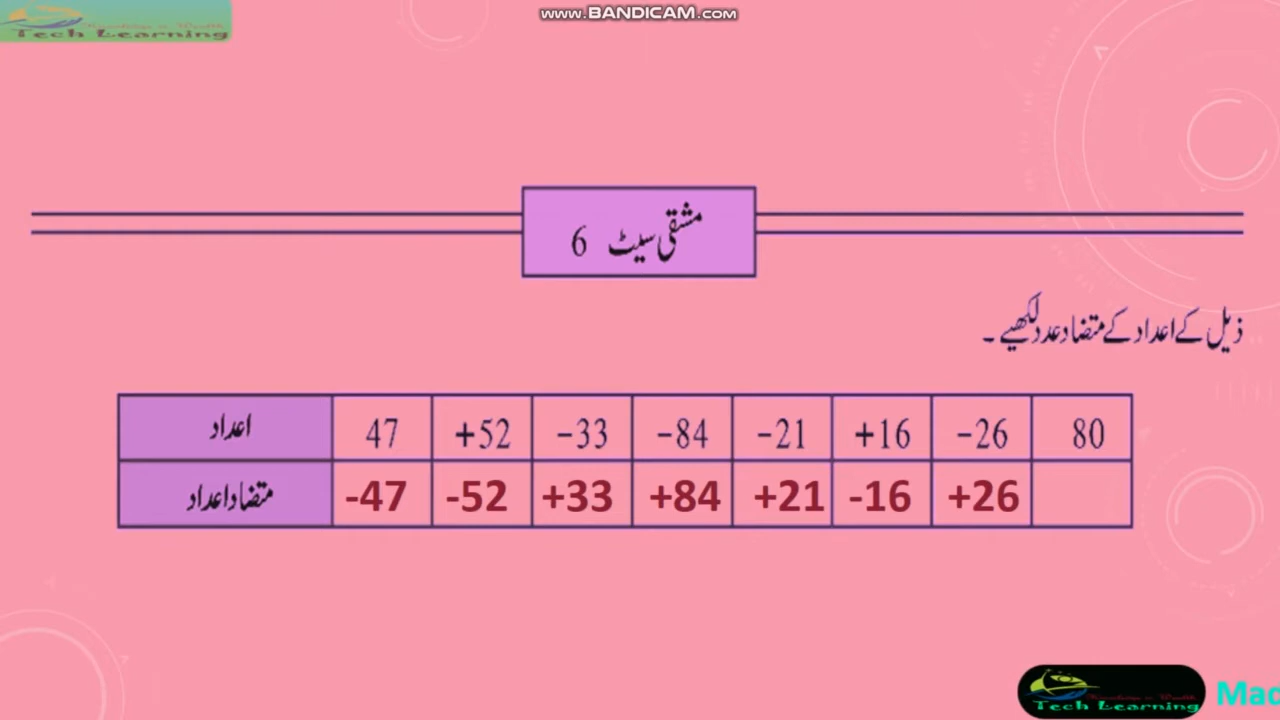 www.BANDICAM.com
Tech Learning
مشقی سیٹ 6
ذیل کے اعداد کے متضاد عدد لکھیے ۔
اعداد 47 +52 -33 -84 -21 +16 -26 80
متضاد اعداد -47 -52 +33 +84 +21 -16 +26
Tech Learning